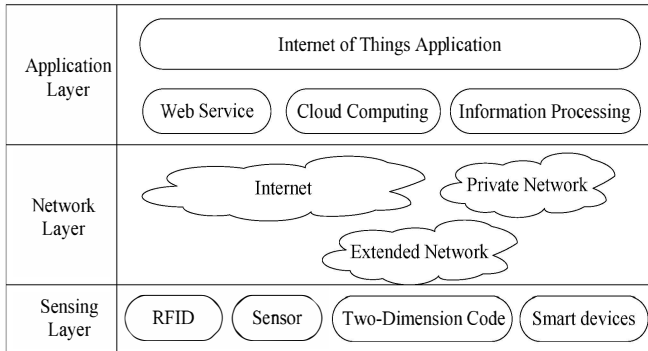 Application
Layer
Internet of Things Application
Web Service
Cloud Computing
Information Processing
Network
Layer
Internet
Private Network
Extended Network
Sensing
Layer
RFID
Sensor
Two-Dimension Code
Smart devices